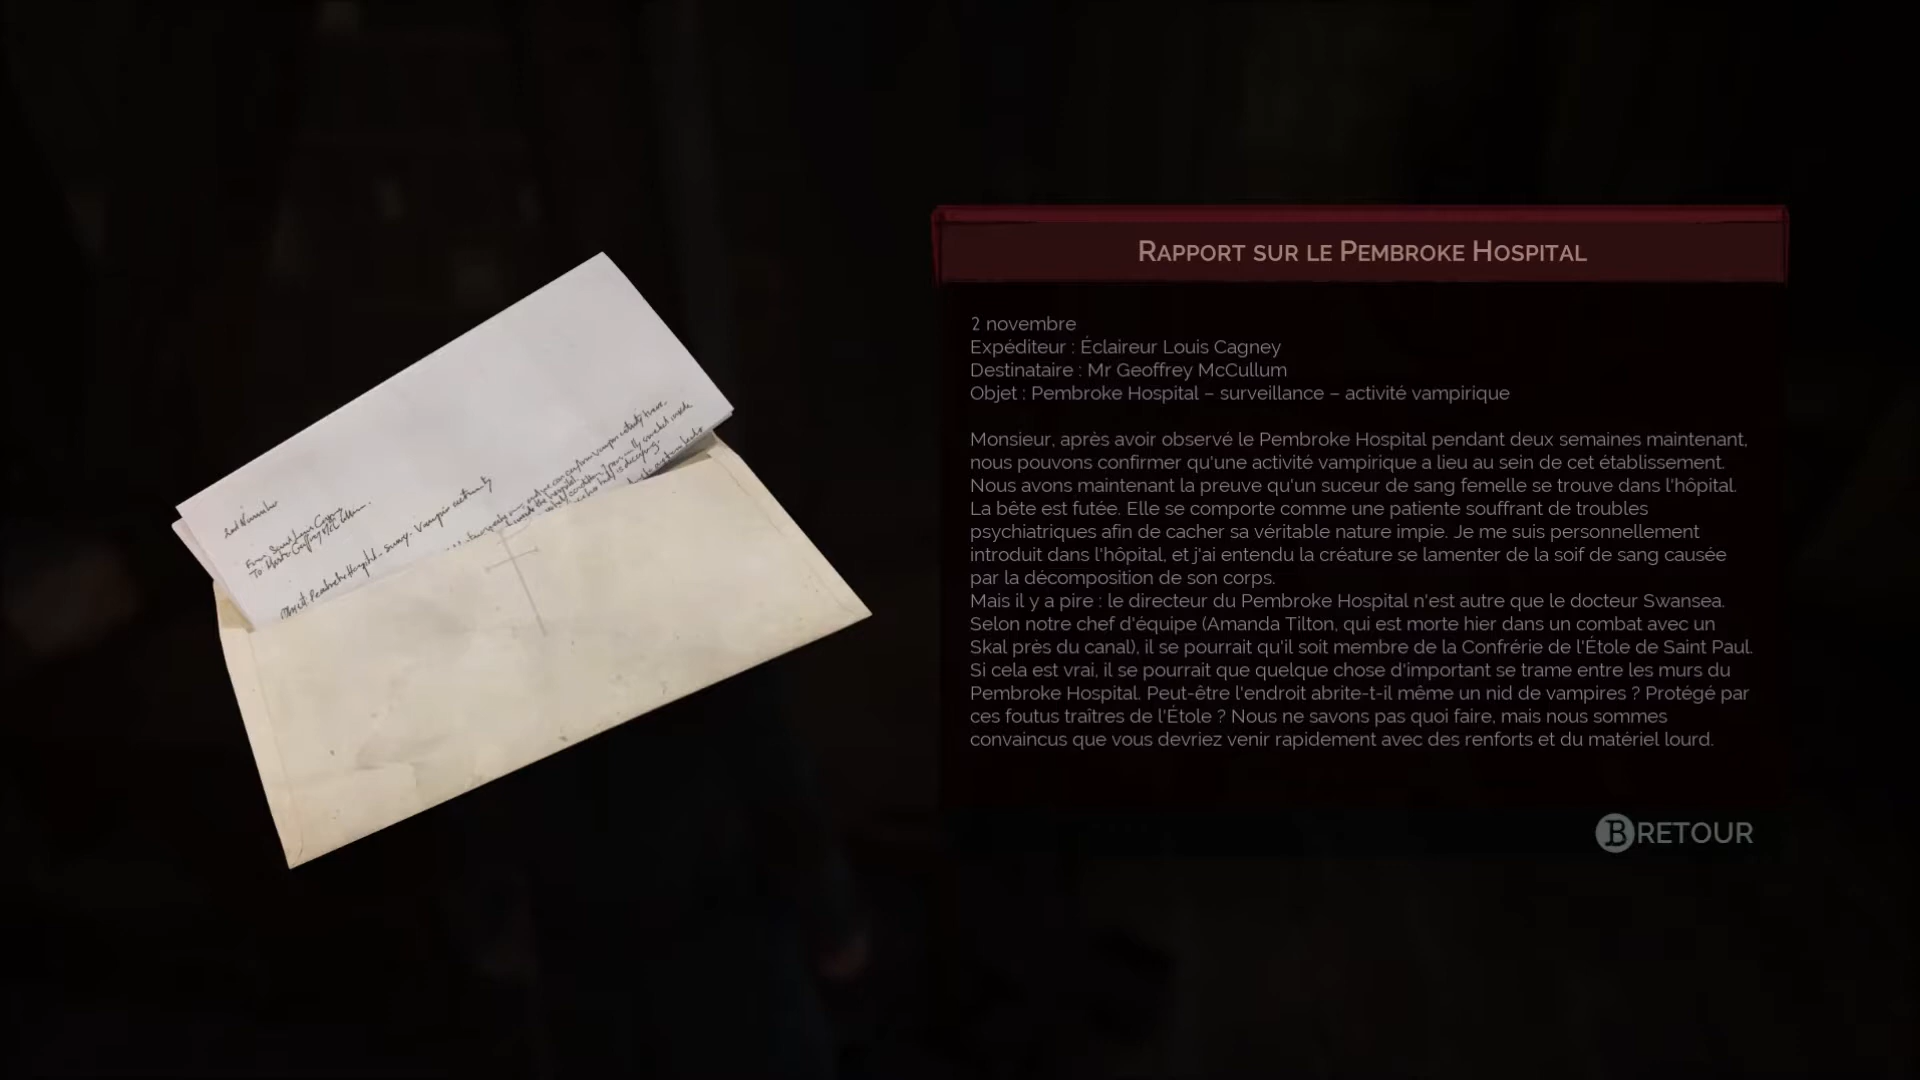 2nd November
Rapport sur le Pembroke Hospital
2 novembre
Expéditeur : Éclaireur Louis Cagney
Destinataire : Mr Geoffrey McCullum
Objet : Pembroke Hospital – surveillance – activité vampirique
Monsieur, après avoir observé le Pembroke Hospital pendant deux semaines maintenant,
nous pouvons confirmer qu'une activité vampirique a lieu au sein de cet établissement.
Nous avons maintenant la preuve qu'un suceur de sang femelle se trouve dans l'hôpital.
La bête est futée. Elle se comporte comme une patiente souffrant de troubles
psychiatriques afin de cacher sa véritable nature impie. Je me suis personnellement
introduit dans l'hôpital, et j'ai entendu la créature se lamenter de la soif de sang causée
par la décomposition de son corps.
Mais il y a pire : le directeur du Pembroke Hospital n'est autre que le docteur Swansea.
Selon notre chef d'équipe (Amanda Tilton, qui est morte hier dans un combat avec un
Skal près du canal), il se pourrait qu'il soit membre de la Confrérie de l'Étole de Saint Paul.
Si cela est vrai, il se pourrait que quelque chose d'important se trame entre les murs du
Pembroke Hospital. Peut-être l'endroit abrite-t-il même un nid de vampires ? Protégé par
ces foutus traîtres de l'Étole ? Nous ne savons pas quoi faire, mais nous sommes
convaincus que vous devriez venir rapidement avec des renforts et du matériel lourd.
B RETOUR